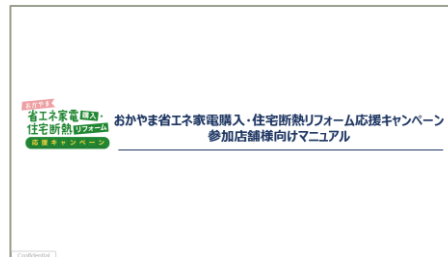 おかやま
省エネ家電購入・
住宅断熱リフォーム
応援キャンペーン
おかやま省エネ家電購入・住宅断熱リフォーム応援キャンペーン
参加店舗様向けマニュアル
Confidential